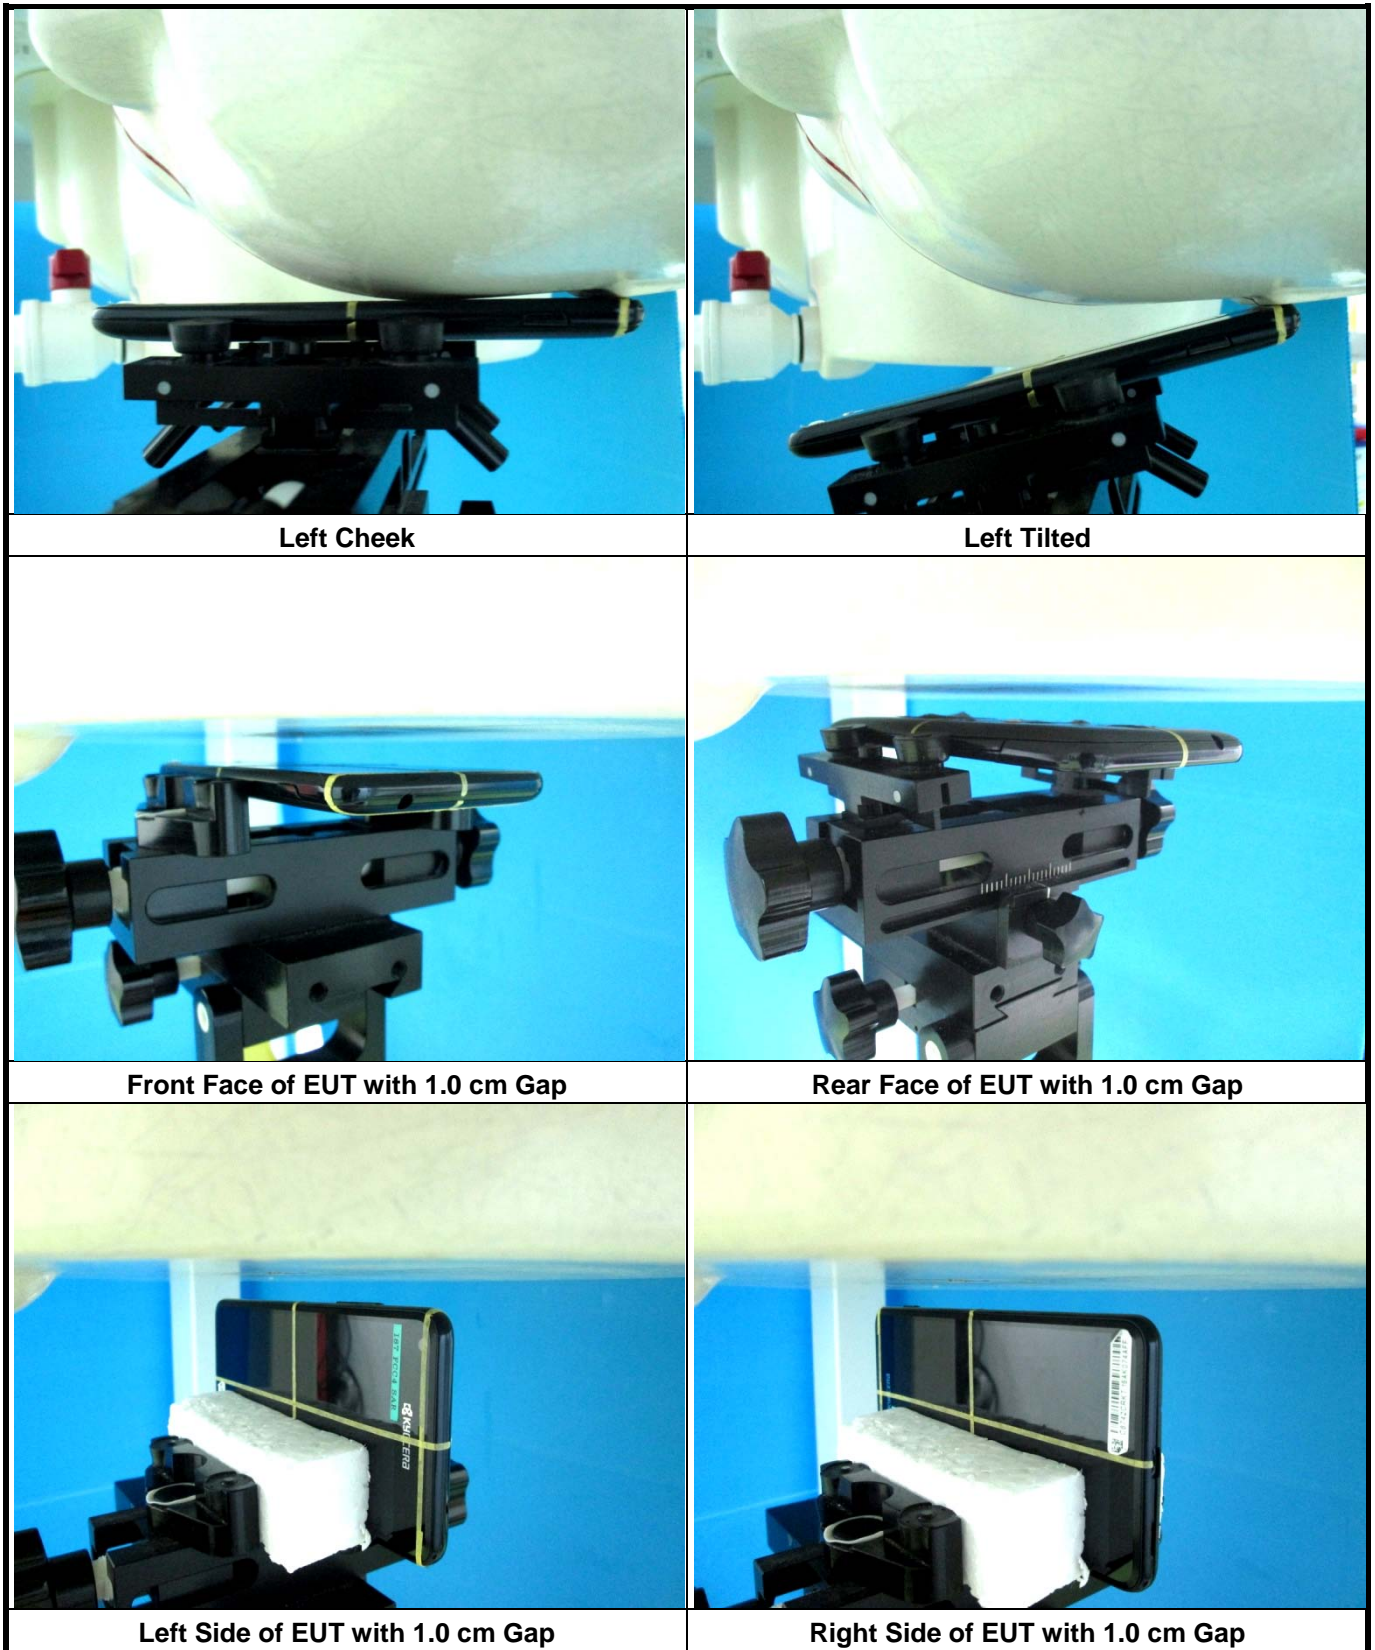 Left Cheek
Left Tilted
Front Face of EUT with 1.0 cm Gap
Rear Face of EUT with 1.0 cm Gap
KYOCERA
Left Side of EUT with 1.0 cm Gap
Right Side of EUT with 1.0 cm Gap